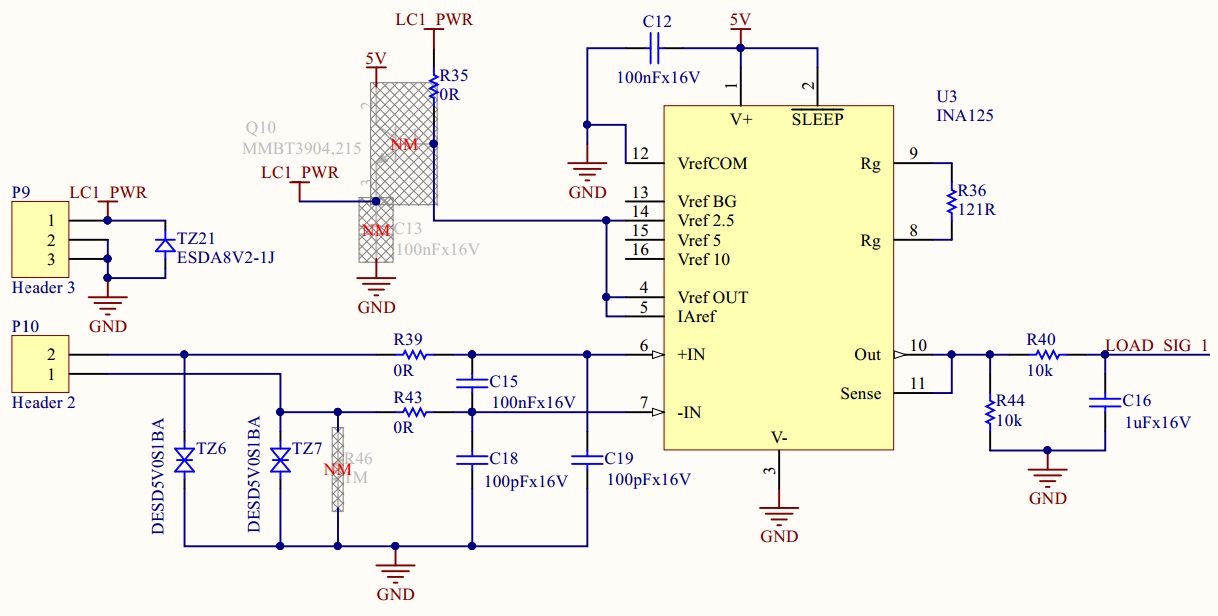 LC1_PWR
5V
R35
0R
Q10
MMBT3904,215
2
3
NM
LC1_PWR
NM
C13
100nFx16V
GND
P9
LC1_PWR
1
2
3
Header 3
TZ21
ESDA8V2-1J
GND
P10
2
1
Header 2
R39
0R
R43
0R
C15
100nFx16V
TZ6
DESD5V0S1BA
TZ7
DESD5V0S1BA
NM
R46
1M
C18
100pFx16V
C19
100pFx16V
GND
C12
100nFx16V
GND
5V
1
2
V+
SLEEP
U3
INA125
12
VrefCOM
13
Vref BG
14
Vref 2.5
15
Vref 5
16
Vref 10
4
Vref OUT
5
IAref
6
+IN
7
-IN
9
Rg
8
Rg
R36
121R
10
Out
11
Sense
V-
3
GND
R40
10k
LOAD_SIG_1
R44
10k
C16
1uFx16V
GND